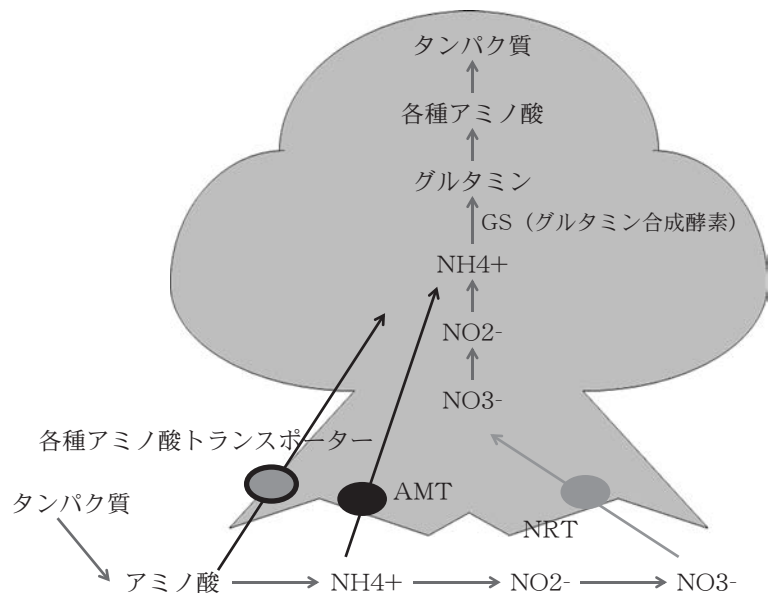 タンパク質
各種アミノ酸
グルタミン
GS（グルタミン合成酵素）
NH4+
NO2-
NO3-
各種アミノ酸トランスポーター
AMT
タンパク質
NRT
アミノ酸
NH4+
NO2-
NO3-